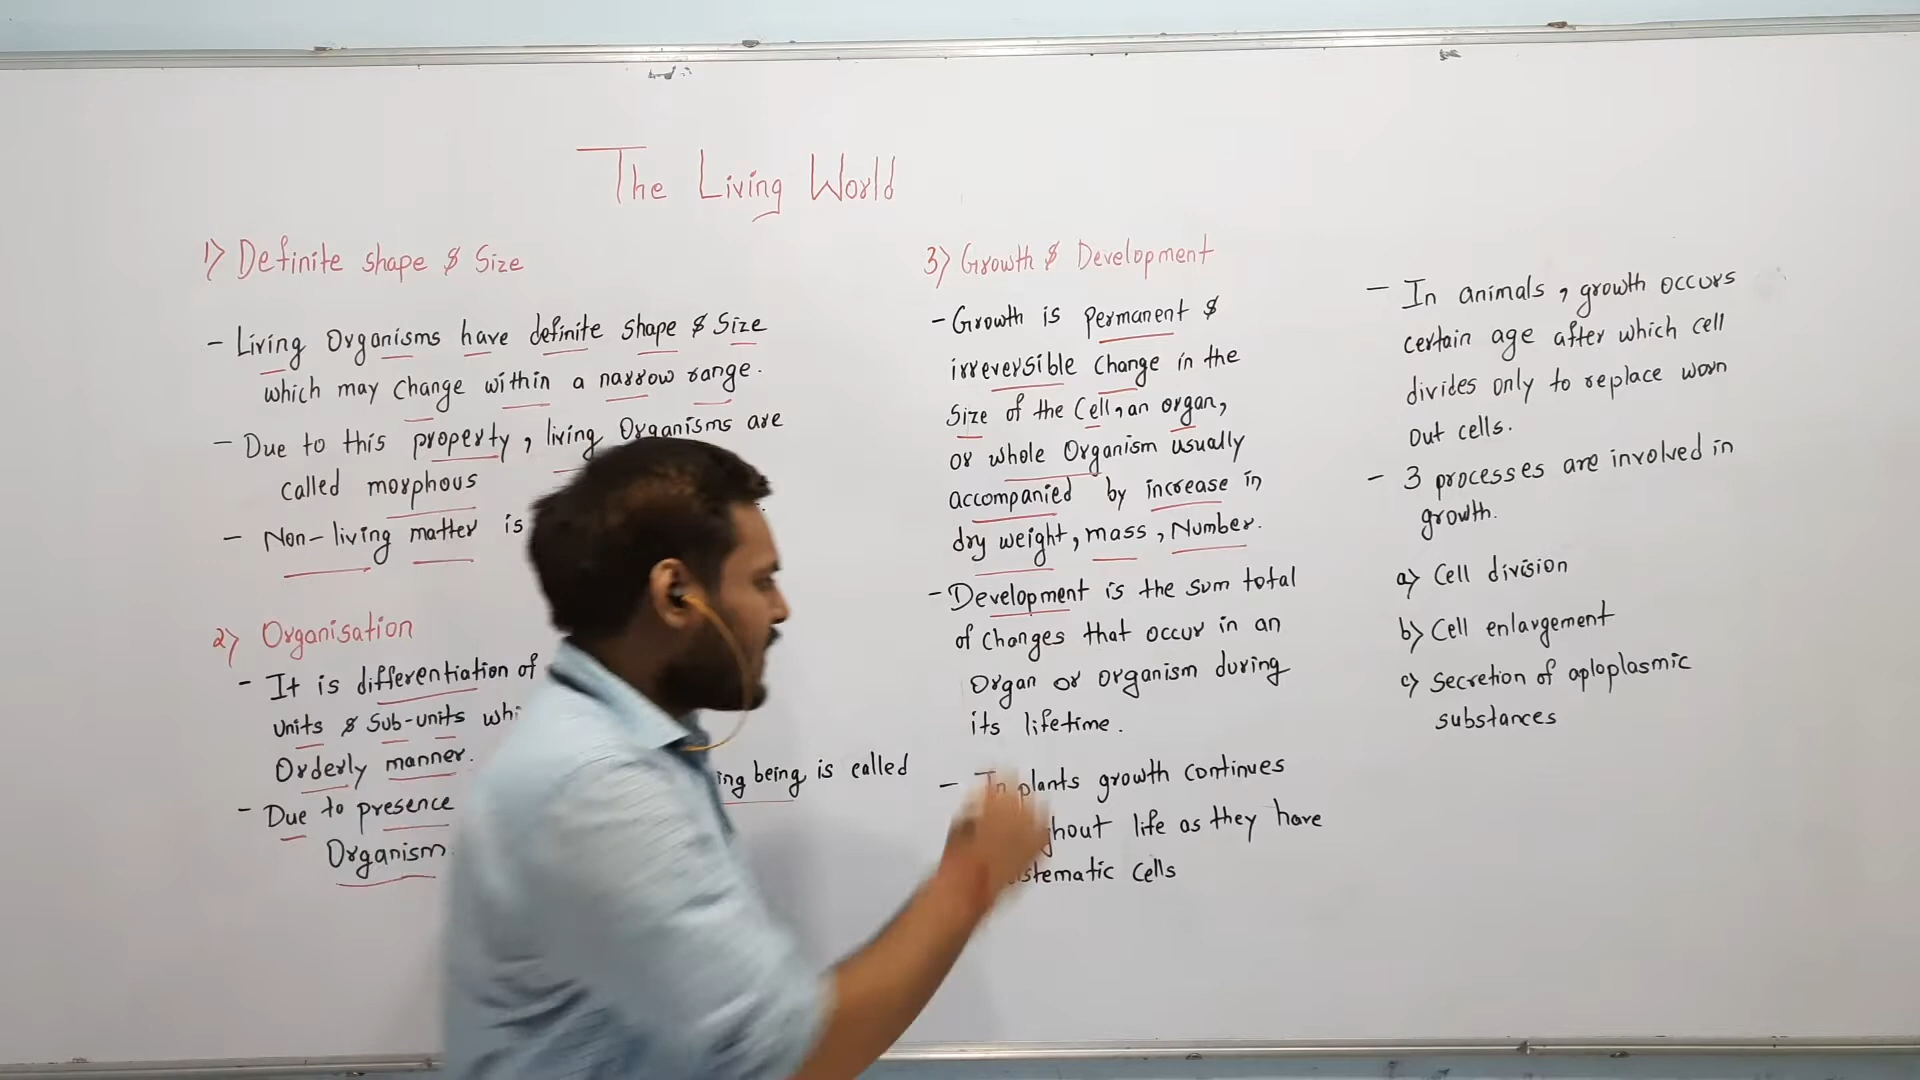 The Living World
1) Definite shape & Size
- Living Organisms have definite shape & Size
which may change within a narrow range.
- Due to this property, living Organisms are
called morphous
- Non-living matter is
2) Organisation
- It is differentiation of
units & Sub-units whi
Orderly manner.
- Due to presence ing being is called
Organism.
3) Growth & Development
- Growth is permanent &
irreversible change in the
Size of the Cell, an organ,
or whole Organism usually
accompanied by increase in
dry weight, mass, Number.
- Development is the sum total
of changes that occur in an
Organ or organism during
its lifetime.
- In plants growth continues
ghout life as they have
istematic cells
- In animals, growth occurs
certain age after which cell
divides only to replace worn
out cells.
- 3 processes are involved in
growth.
a) Cell division
b) Cell enlargement
c) Secretion of aploplasmic
substances